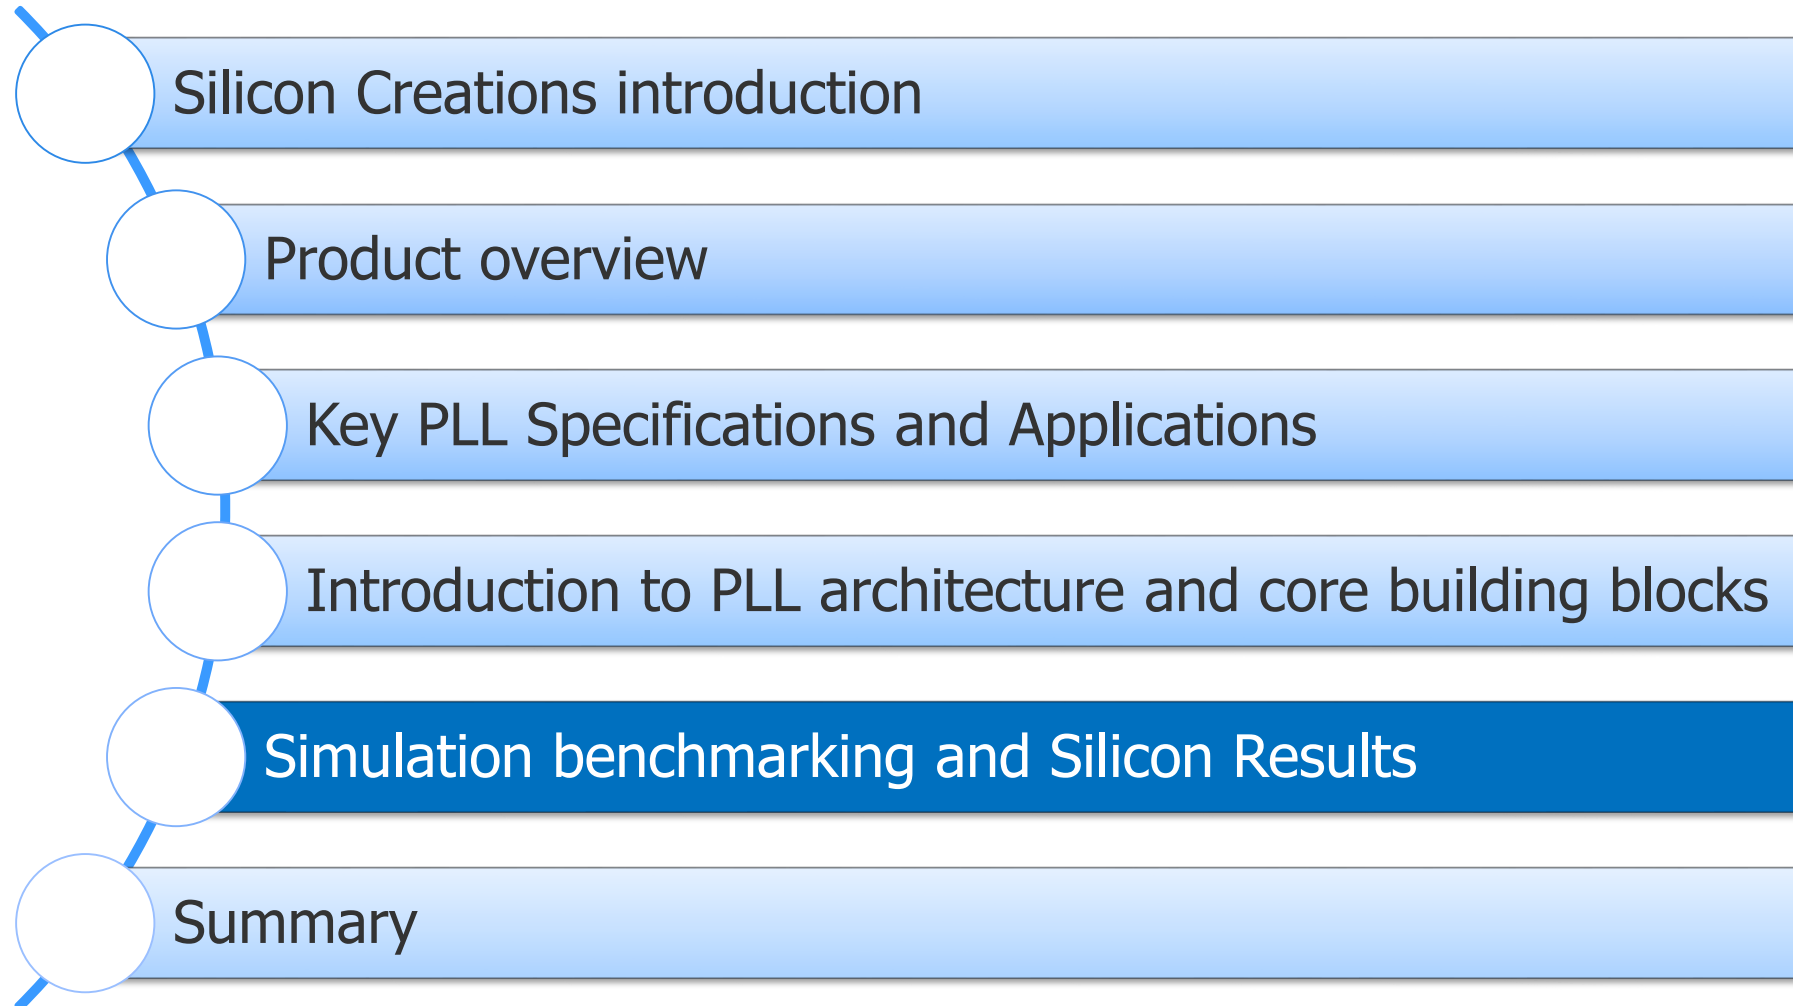 Silicon Creations introduction
Product overview
Key PLL Specifications and Applications
Introduction to PLL architecture and core building blocks
Simulation benchmarking and Silicon Results
Summary